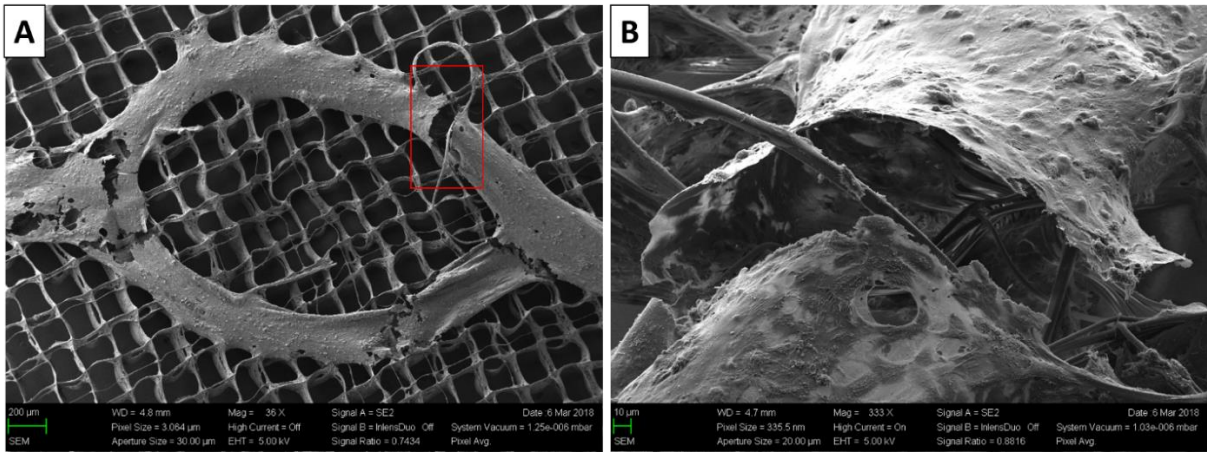 A
200 µm
SEM
WD = 4.8 mm
Mag = 36 X
Signal A = SE2
Date :6 Mar 2018
Pixel Size = 3.064 µm
High Current = Off
Signal B = InlensDuo Off
System Vacuum = 1.25e-006 mbar
Aperture Size = 30.00 µm
EHT = 5.00 kV
Signal Ratio = 0.7434
Pixel Avg.
B
10 µm
SEM
WD = 4.7 mm
Mag = 333 X
Signal A = SE2
Date :6 Mar 2018
Pixel Size = 335.5 nm
High Current = On
Signal B = InlensDuo Off
System Vacuum = 1.03e-006 mbar
Aperture Size = 20.00 µm
EHT = 5.00 kV
Signal Ratio = 0.8816
Pixel Avg.